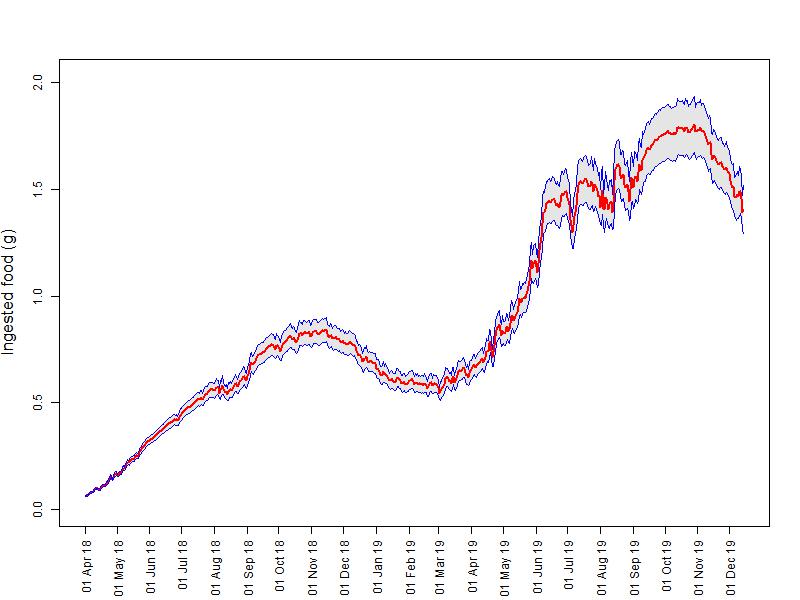 Ingested food (g)
2.0
1.5
1.0
0.5
0.0
01 Apr 18
01 May 18
01 Jun 18
01 Jul 18
01 Aug 18
01 Sep 18
01 Oct 18
01 Nov 18
01 Dec 18
01 Jan 19
01 Feb 19
01 Mar 19
01 Apr 19
01 May 19
01 Jun 19
01 Jul 19
01 Aug 19
01 Sep 19
01 Oct 19
01 Nov 19
01 Dec 19